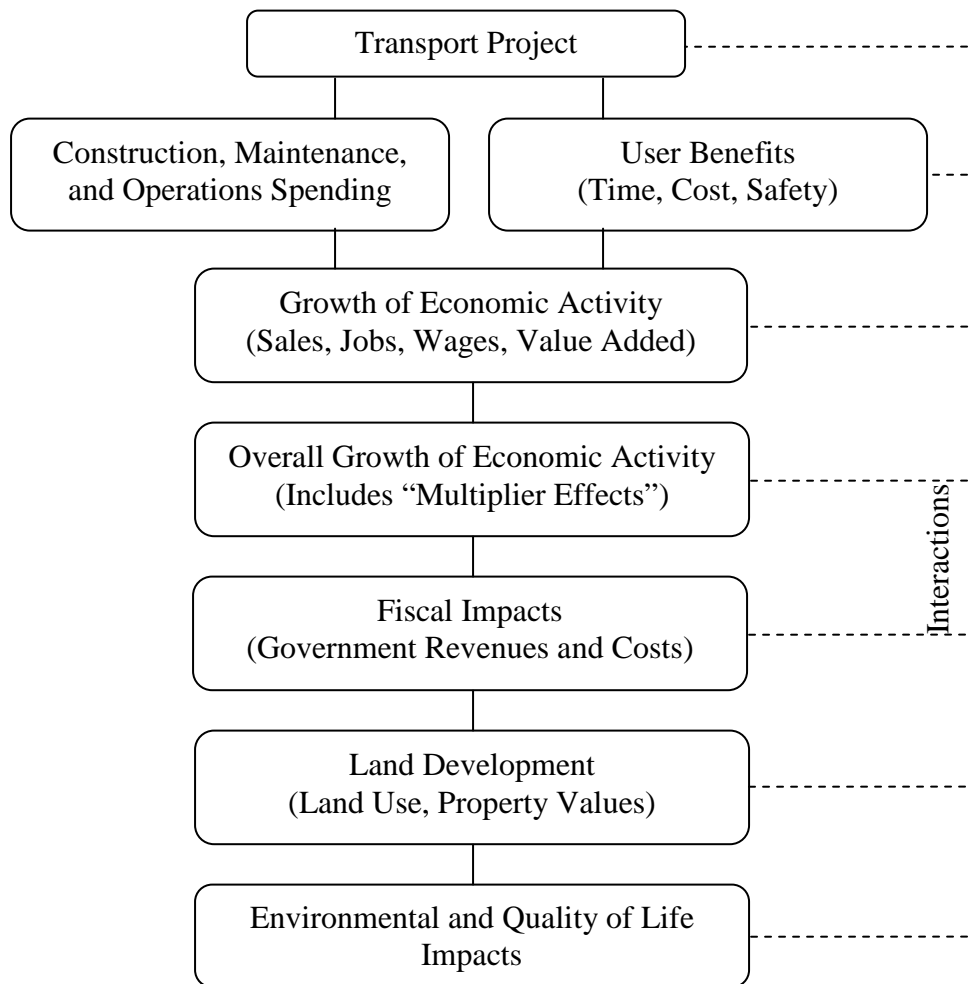 Transport Project
Construction, Maintenance,
and Operations Spending
User Benefits
(Time, Cost, Safety)
Growth of Economic Activity
(Sales, Jobs, Wages, Value Added)
Overall Growth of Economic Activity
(Includes “Multiplier Effects”)
Interactions
Fiscal Impacts
(Government Revenues and Costs)
Land Development
(Land Use, Property Values)
Environmental and Quality of Life
Impacts